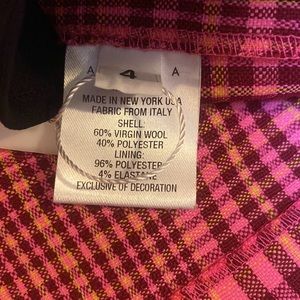 A 4 A
MADE IN NEW YORK USA
FABRIC FROM ITALY
SHELL:
60% VIRGIN WOOL
40% POLYESTER
LINING:
96% POLYESTER
4% ELASTANE
EXCLUSIVE OF DECORATION